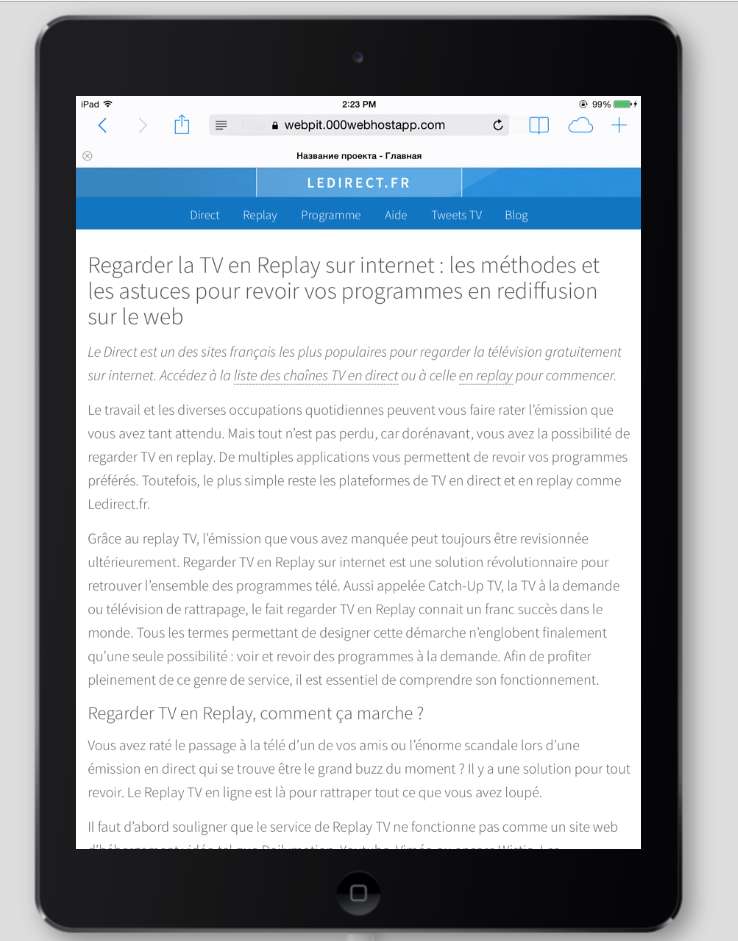 iPad
2:23 PM
99%
webpit.000webhostapp.com
Название проекта - Главная
LEDIRECT.FR
Direct Replay Programme Aide Tweets TV Blog
Regarder la TV en Replay sur internet : les méthodes et
les astuces pour revoir vos programmes en rediffusion
sur le web
Le Direct est un des sites français les plus populaires pour regarder la télévision gratuitement
sur internet. Accédez à la liste des chaînes TV en direct ou à celle en replay pour commencer.
Le travail et les diverses occupations quotidiennes peuvent vous faire rater l'émission que
vous avez tant attendu. Mais tout n'est pas perdu, car dorénavant, vous avez la possibilité de
regarder TV en replay. De multiples applications vous permettent de revoir vos programmes
préférés. Toutefois, le plus simple reste les plateformes de TV en direct et en replay comme
Ledirect.fr.
Grâce au replay TV, l'émission que vous avez manquée peut toujours être revisionnée
ultérieurement. Regarder TV en Replay sur internet est une solution révolutionnaire pour
retrouver l'ensemble des programmes télé. Aussi appelée Catch-Up TV, la TV à la demande
ou télévision de rattrapage, le fait regarder TV en Replay connait un franc succès dans le
monde. Tous les termes permettant de designer cette démarche n'englobent finalement
qu'une seule possibilité : voir et revoir des programmes à la demande. Afin de profiter
pleinement de ce genre de service, il est essentiel de comprendre son fonctionnement.
Regarder TV en Replay, comment ça marche ?
Vous avez raté le passage à la télé d'un de vos amis ou l'énorme scandale lors d'une
émission en direct qui se trouve être le grand buzz du moment ? Il y a une solution pour tout
revoir. Le Replay TV en ligne est là pour rattraper tout ce que vous avez loupé.
Il faut d'abord souligner que le service de Replay TV ne fonctionne pas comme un site web
d'hébergement vidéo tel que Dailymotion, Youtube, Viméo ou encore Wistia. Les